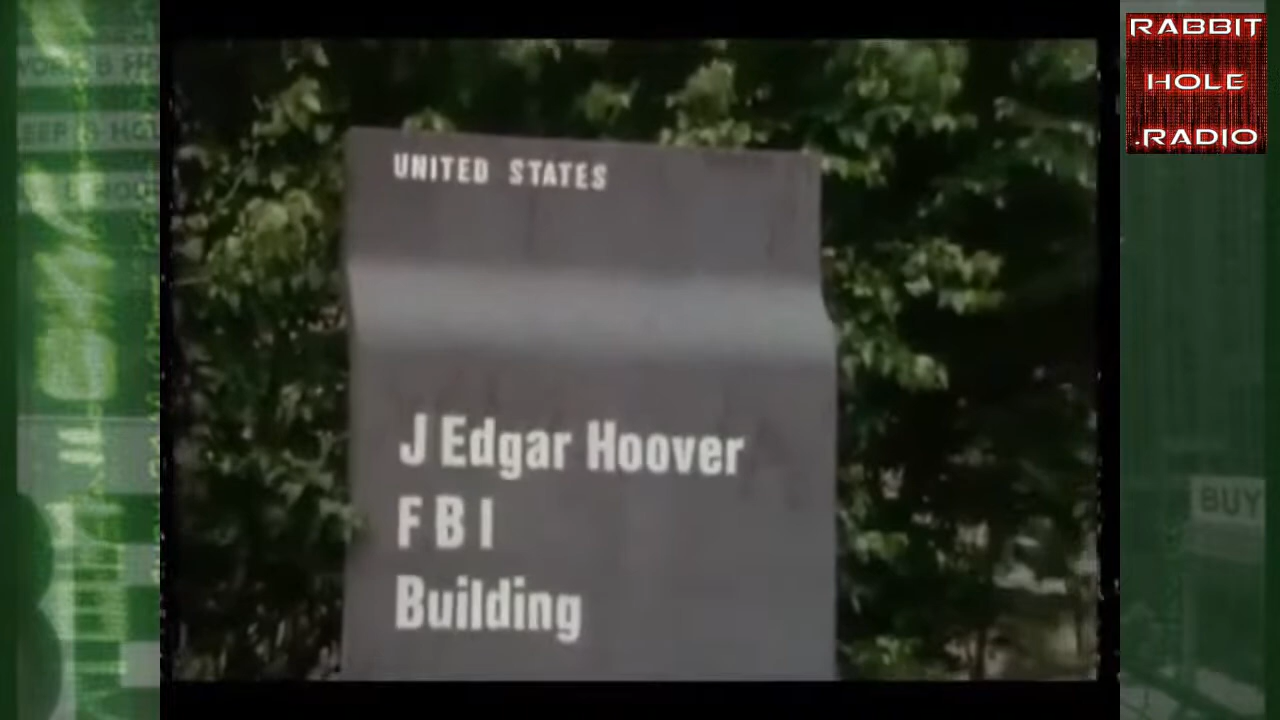 RABBIT
HOLE
.RADIO
UNITED STATES
J Edgar Hoover
F B I
Building
BUY